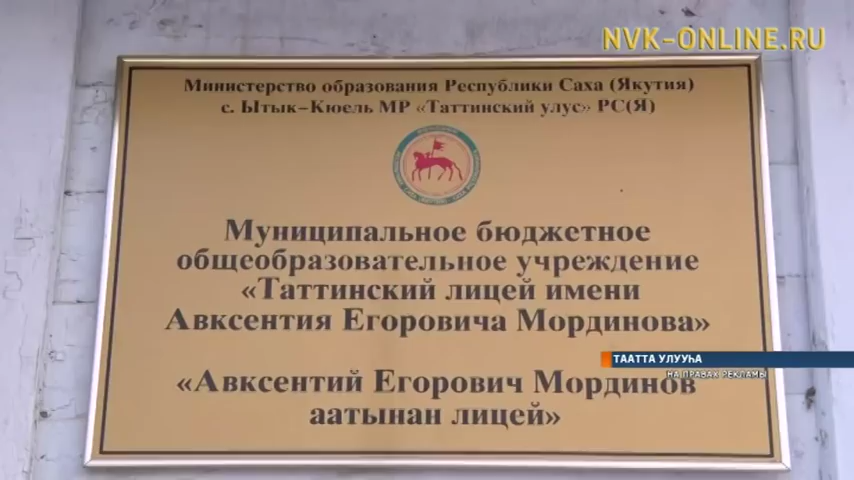 NVK-ONLINE.RU
Министерство образования Республики Саха (Якутия)
с. Ытык-Кюель МР «Таттинский улус» РС(Я)
Муниципальное бюджетное
общеобразовательное учреждение
«Таттинский лицей имени
Авксентия Егоровича Мординова»
ТААТТА УЛУУҺА
НА ПРАВАХ РЕКЛАМЫ
«Авксентий Егорович Мординов
аатынан лицей»